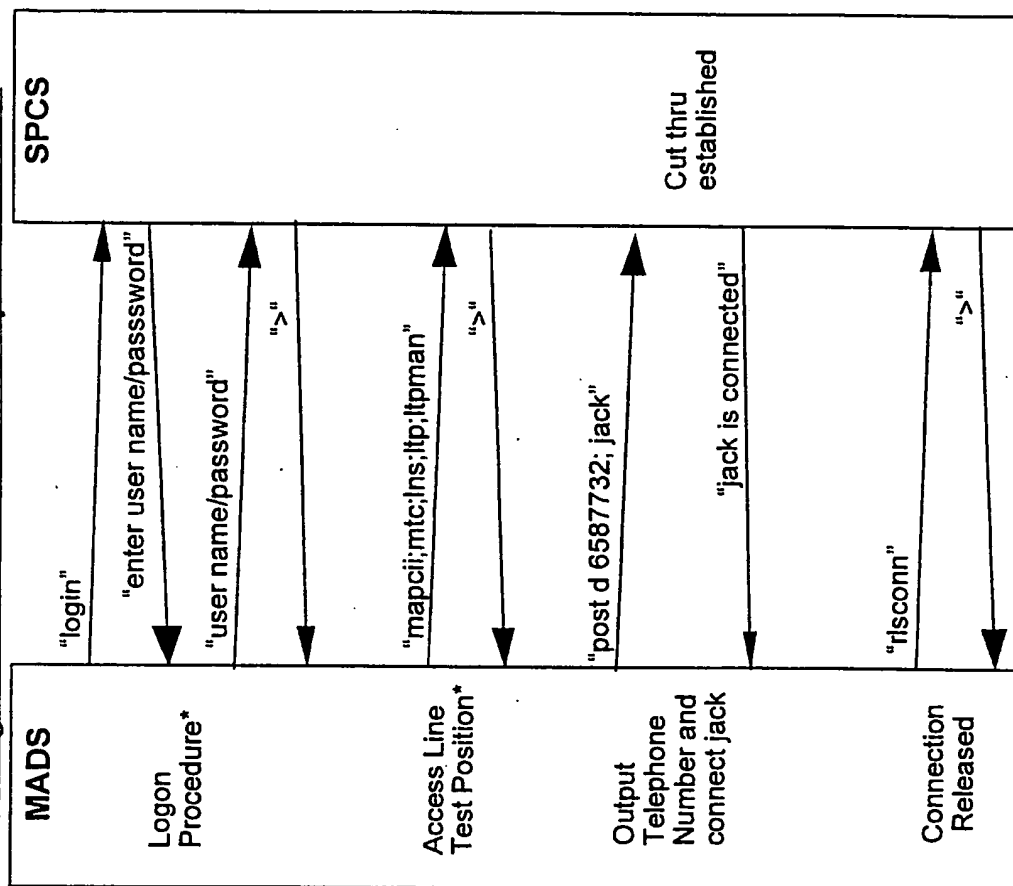 MADS
SPCS
"login"
Logon
Procedure*
"enter user name/passsword"
"user name/password"
">"
Access Line
Test Position*
"mapcii;mtc;lns;ltp;ltpman"
">"
Output
Telephone
Number and
connect jack
"post d 6587732; jack"
Cut thru
established
"jack is connected"
Connection
Released
"rlsconn"
">"